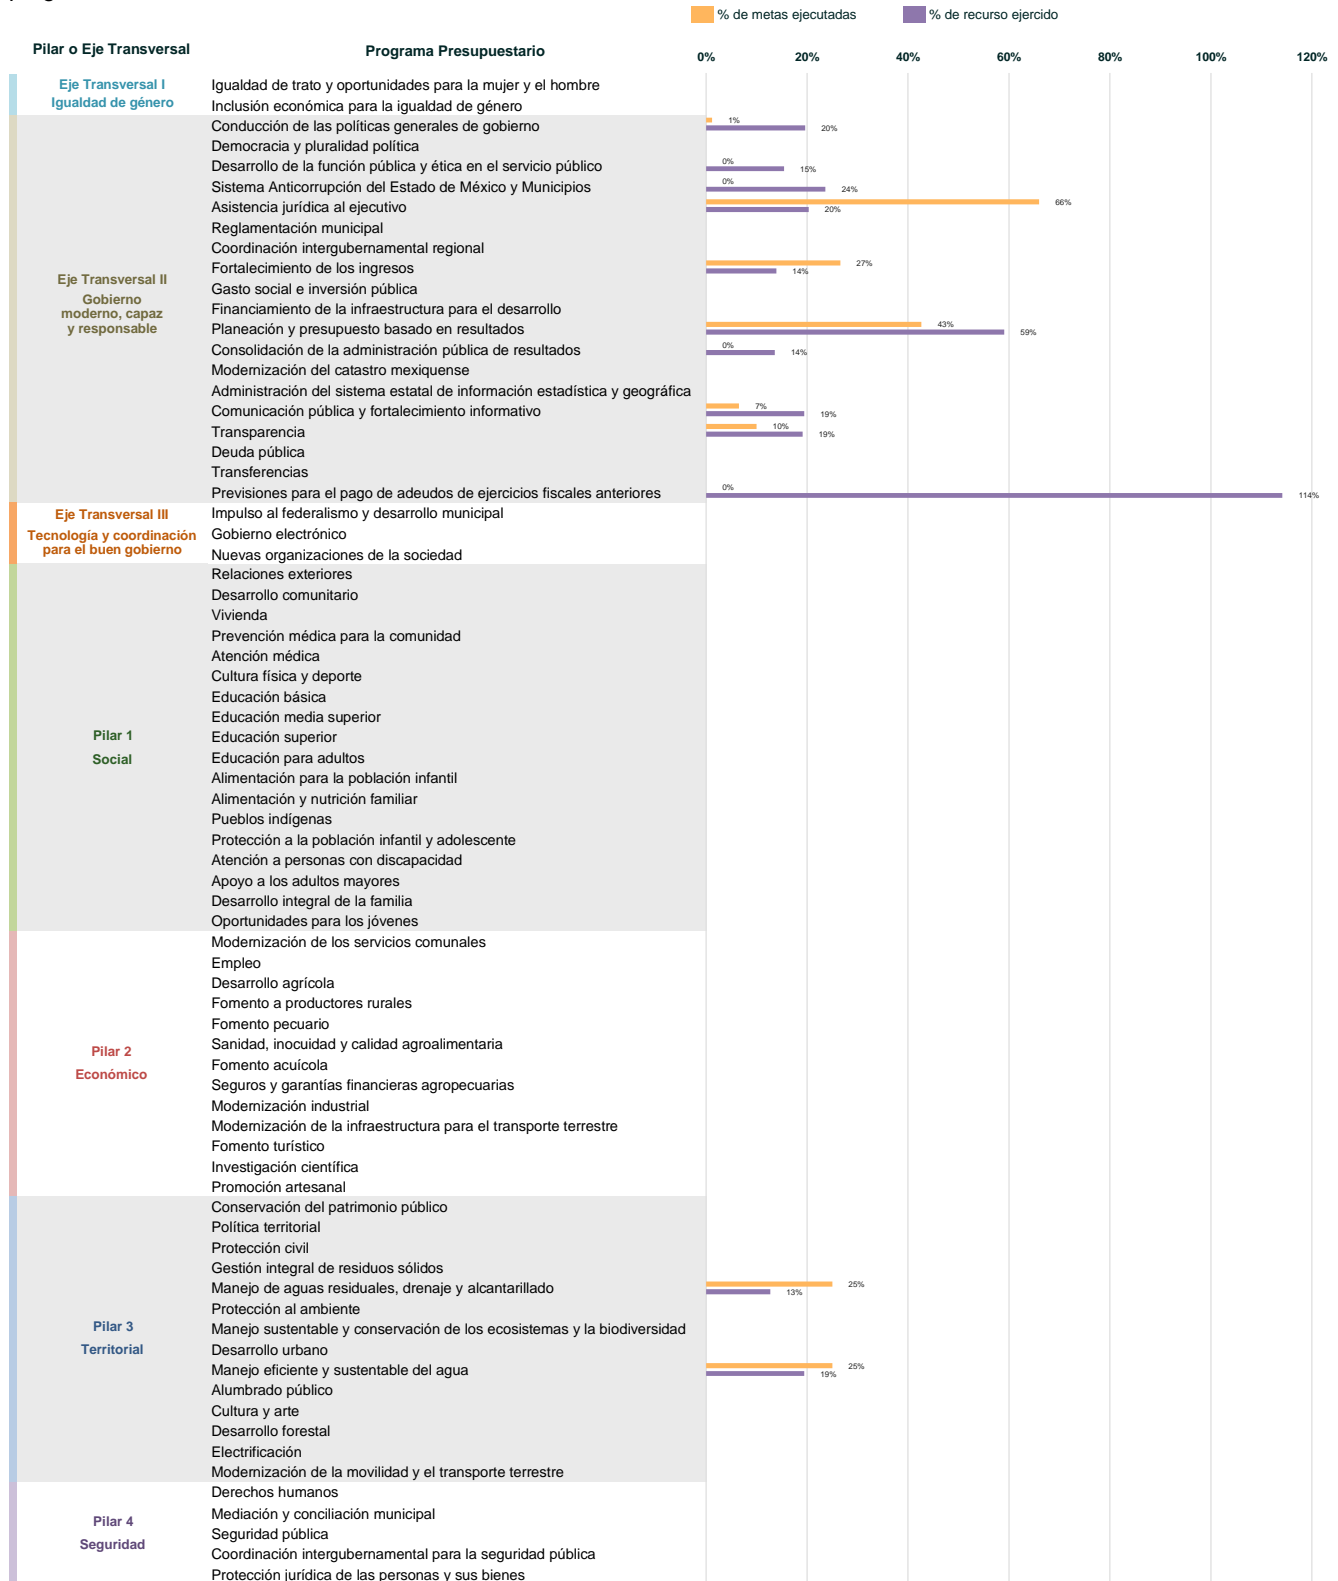 % de metas ejecutadas
% de recurso ejercido
Pilar o Eje Transversal
Programa Presupuestario
0%
20%
40%
60%
80%
100%
120%
Eje Transversal I
Igualdad de género
Igualdad de trato y oportunidades para la mujer y el hombre
Inclusión económica para la igualdad de género
Eje Transversal II
Gobierno
moderno, capaz
y responsable
Conducción de las políticas generales de gobierno
1%
20%
Democracia y pluralidad política
Desarrollo de la función pública y ética en el servicio público
0%
15%
Sistema Anticorrupción del Estado de México y Municipios
0%
24%
Asistencia jurídica al ejecutivo
66%
20%
Reglamentación municipal
Coordinación intergubernamental regional
Fortalecimiento de los ingresos
27%
14%
Gasto social e inversión pública
Financiamiento de la infraestructura para el desarrollo
Planeación y presupuesto basado en resultados
43%
59%
Consolidación de la administración pública de resultados
0%
14%
Modernización del catastro mexiquense
Administración del sistema estatal de información estadística y geográfica
Comunicación pública y fortalecimiento informativo
7%
19%
Transparencia
10%
19%
Deuda pública
Transferencias
Previsiones para el pago de adeudos de ejercicios fiscales anteriores
0%
114%
Eje Transversal III
Tecnología y coordinación
para el buen gobierno
Impulso al federalismo y desarrollo municipal
Gobierno electrónico
Nuevas organizaciones de la sociedad
Pilar 1
Social
Relaciones exteriores
Desarrollo comunitario
Vivienda
Prevención médica para la comunidad
Atención médica
Cultura física y deporte
Educación básica
Educación media superior
Educación superior
Educación para adultos
Alimentación para la población infantil
Alimentación y nutrición familiar
Pueblos indígenas
Protección a la población infantil y adolescente
Atención a personas con discapacidad
Apoyo a los adultos mayores
Desarrollo integral de la familia
Oportunidades para los jóvenes
Pilar 2
Económico
Modernización de los servicios comunales
Empleo
Desarrollo agrícola
Fomento a productores rurales
Fomento pecuario
Sanidad, inocuidad y calidad agroalimentaria
Fomento acuícola
Seguros y garantías financieras agropecuarias
Modernización industrial
Modernización de la infraestructura para el transporte terrestre
Fomento turístico
Investigación científica
Promoción artesanal
Pilar 3
Territorial
Conservación del patrimonio público
Política territorial
Protección civil
Gestión integral de residuos sólidos
Manejo de aguas residuales, drenaje y alcantarillado
25%
13%
Protección al ambiente
Manejo sustentable y conservación de los ecosistemas y la biodiversidad
Desarrollo urbano
Manejo eficiente y sustentable del agua
25%
19%
Alumbrado público
Cultura y arte
Desarrollo forestal
Electrificación
Modernización de la movilidad y el transporte terrestre
Pilar 4
Seguridad
Derechos humanos
Mediación y conciliación municipal
Seguridad pública
Coordinación intergubernamental para la seguridad pública
Protección jurídica de las personas y sus bienes